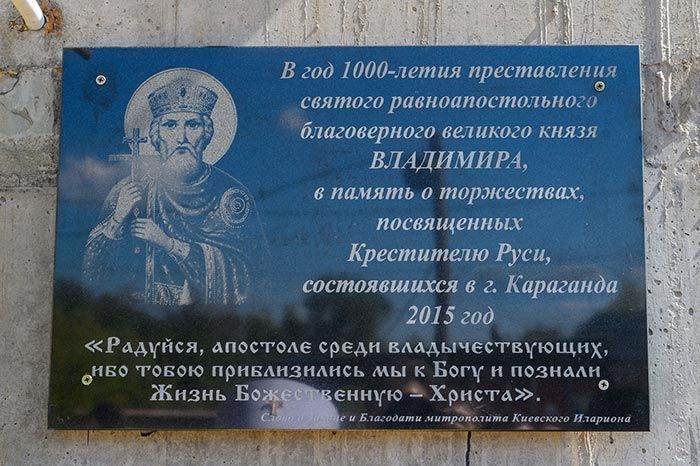 В год 1000-летия преставления
святого равноапостольного
благоверного великого князя
ВЛАДИМИРА,
в память о торжествах,
посвященных
Крестителю Руси,
состоявшихся в г. Караганда
2015 год
«Радуйся, апостоле среди владычествующих,
ибо тобою приблизились мы к Богу и познали
Жизнь Божественную – Христа».
Слово о и Благодати митрополита Киевского Илариона